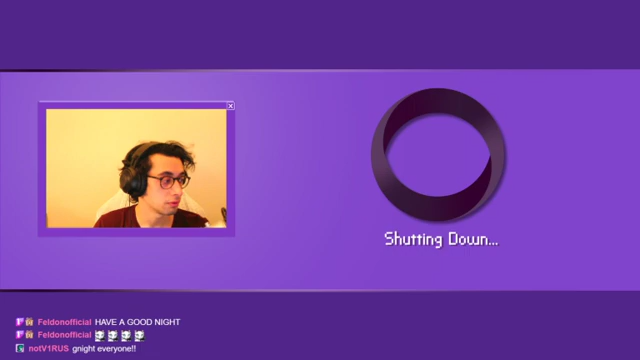 Shutting Down...
Feldonofficial HAVE A GOOD NIGHT
Feldonofficial
notV1RUS gnight everyone!!